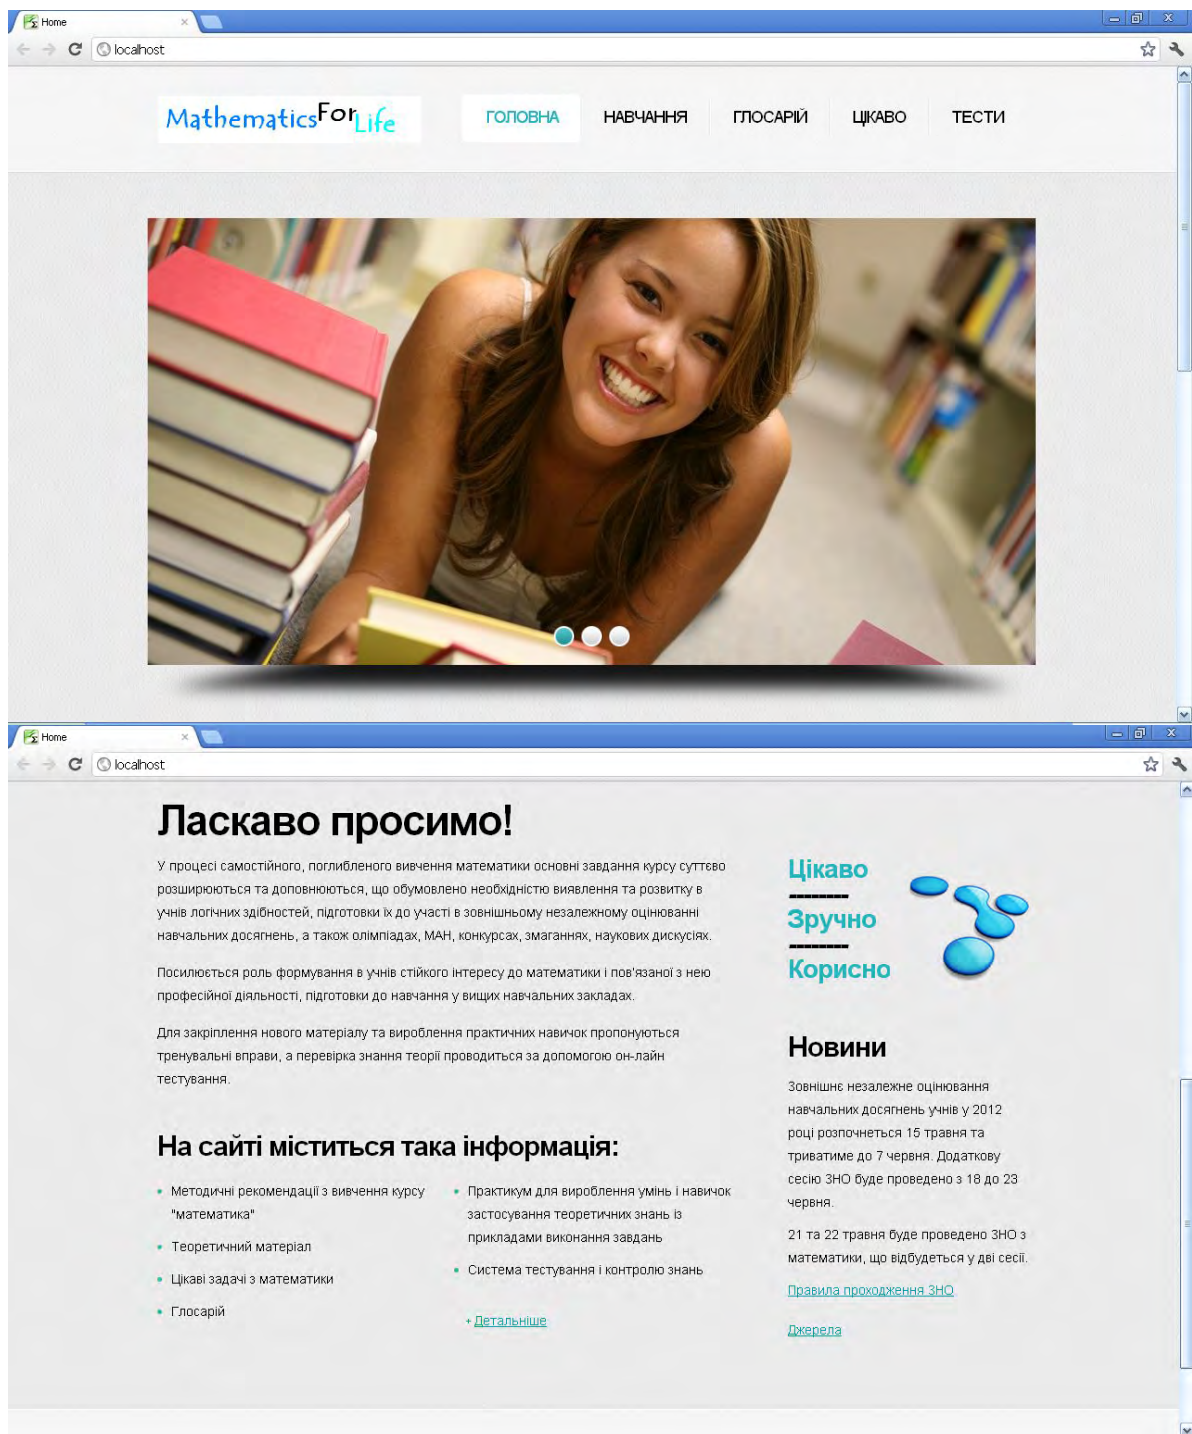 Home
localhost
MathematicsForLife
ГОЛОВНА НАВЧАННЯ ГЛОСАРІЙ ЦІКАВО ТЕСТИ
Home
localhost
Ласкаво просимо!
У процесі самостійного, поглибленого вивчення математики основні завдання курсу суттєво
розширюються та доповнюються, що обумовлено необхідністю виявлення та розвитку в
учнів логічних здібностей, підготовки їх до участі в зовнішньому незалежному оцінюванні
навчальних досягнень, а також олімпіадах, МАН, конкурсах, змаганнях, наукових дискусіях.
Посилюється роль формування в учнів стійкого інтересу до математики і пов'язаної з нею
професійної діяльності, підготовки до навчання у вищих навчальних закладах.
Для закріплення нового матеріалу та вироблення практичних навичок пропонуються
тренувальні вправи, а перевірка знання теорії проводиться за допомогою он-лайн
тестування.
На сайті міститься така інформація:
Методичні рекомендації з вивчення курсу
"математика"
Теоретичний матеріал
Цікаві задачі з математики
Глосарій
Практикум для вироблення умінь і навичок
застосування теоретичних знань із
прикладами виконання завдань
Система тестування і контролю знань
+ Детальніше
Цікаво
--------
Зручно
--------
Корисно
Новини
Зовнішнє незалежне оцінювання
навчальних досягнень учнів у 2012
році розпочнеться 15 травня та
триватиме до 7 червня. Додаткову
сесію ЗНО буде проведено з 18 до 23
червня.
21 та 22 травня буде проведено ЗНО з
математики, що відбудеться у дві сесії.
Правила проходження ЗНО
Джерела